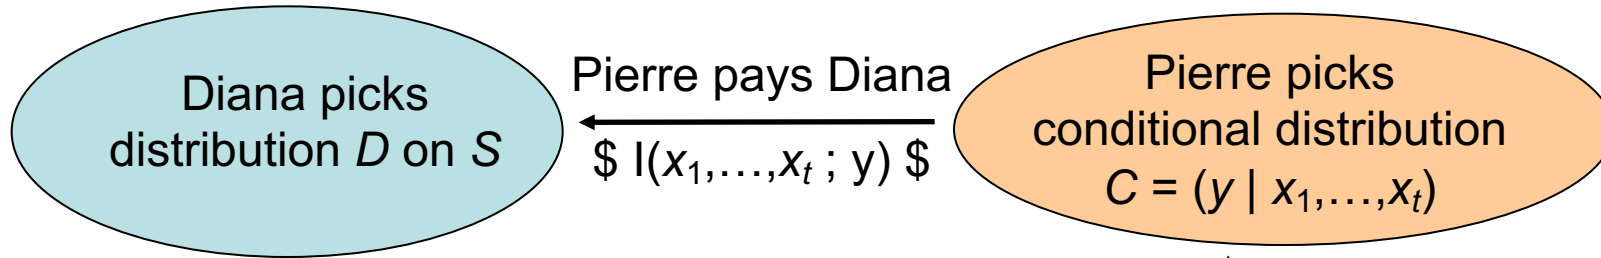 Diana picks
distribution D on S
Pierre pays Diana
$ I(x₁,…,xₜ ; y) $
Pierre picks
conditional distribution
C = (y | x₁,…,xₜ)